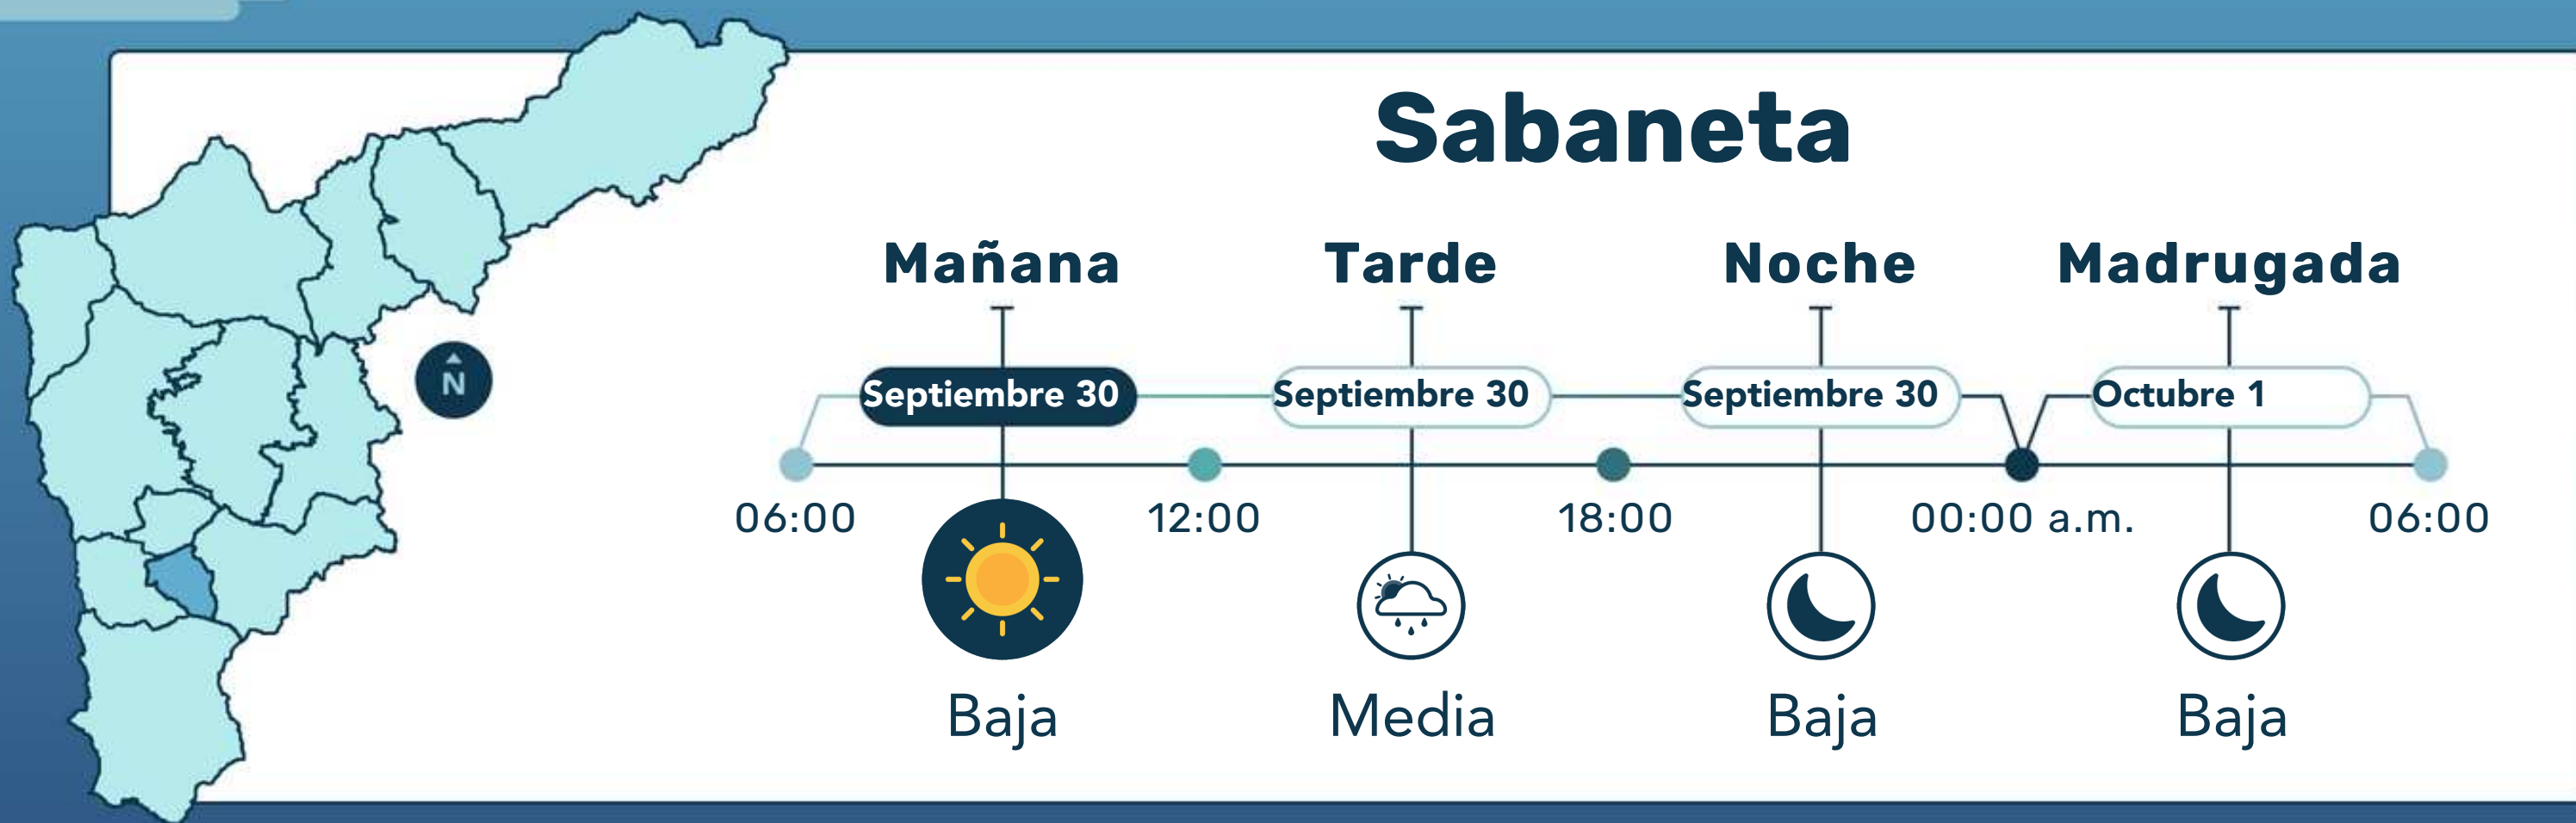 Sabaneta
Mañana Tarde Noche Madrugada
N
Septiembre 30 Septiembre 30 Septiembre 30 Octubre 1
06:00 12:00 18:00 00:00 a.m. 06:00
Baja Media Baja Baja